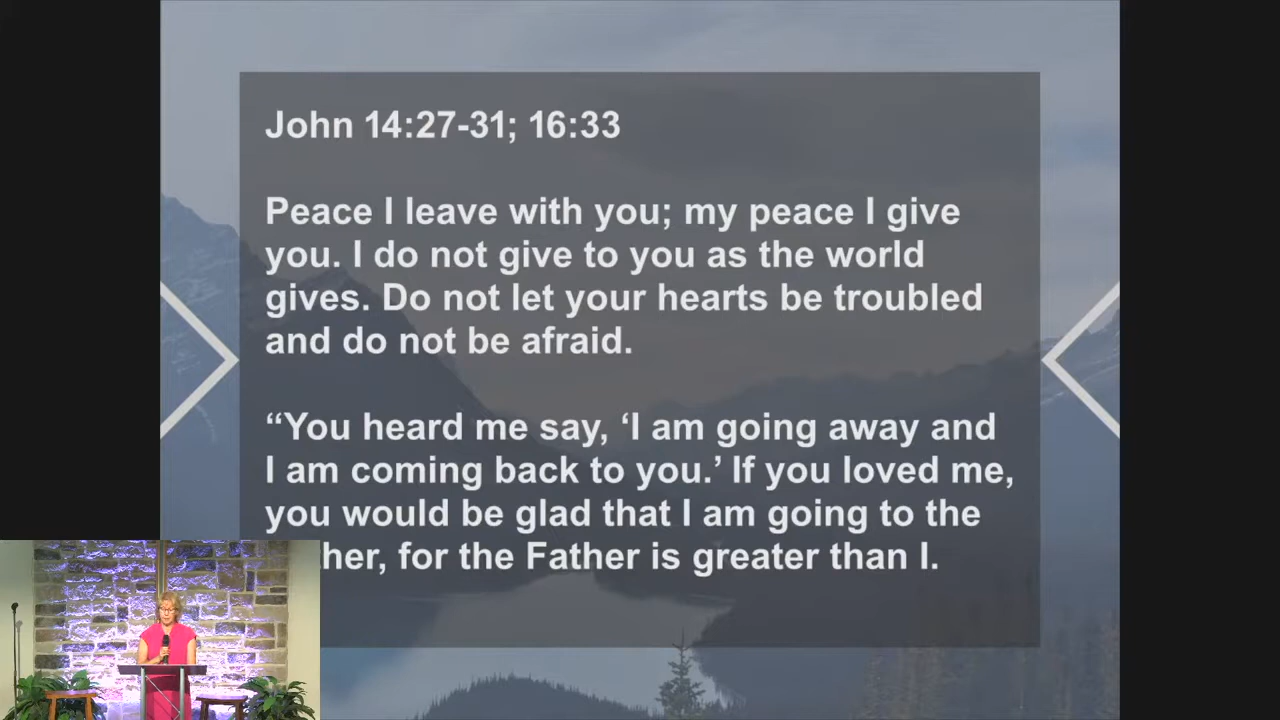 John 14:27-31; 16:33
Peace I leave with you; my peace I give
you. I do not give to you as the world
gives. Do not let your hearts be troubled
and do not be afraid.
“You heard me say, ‘I am going away and
I am coming back to you.’ If you loved me,
you would be glad that I am going to the
her, for the Father is greater than I.